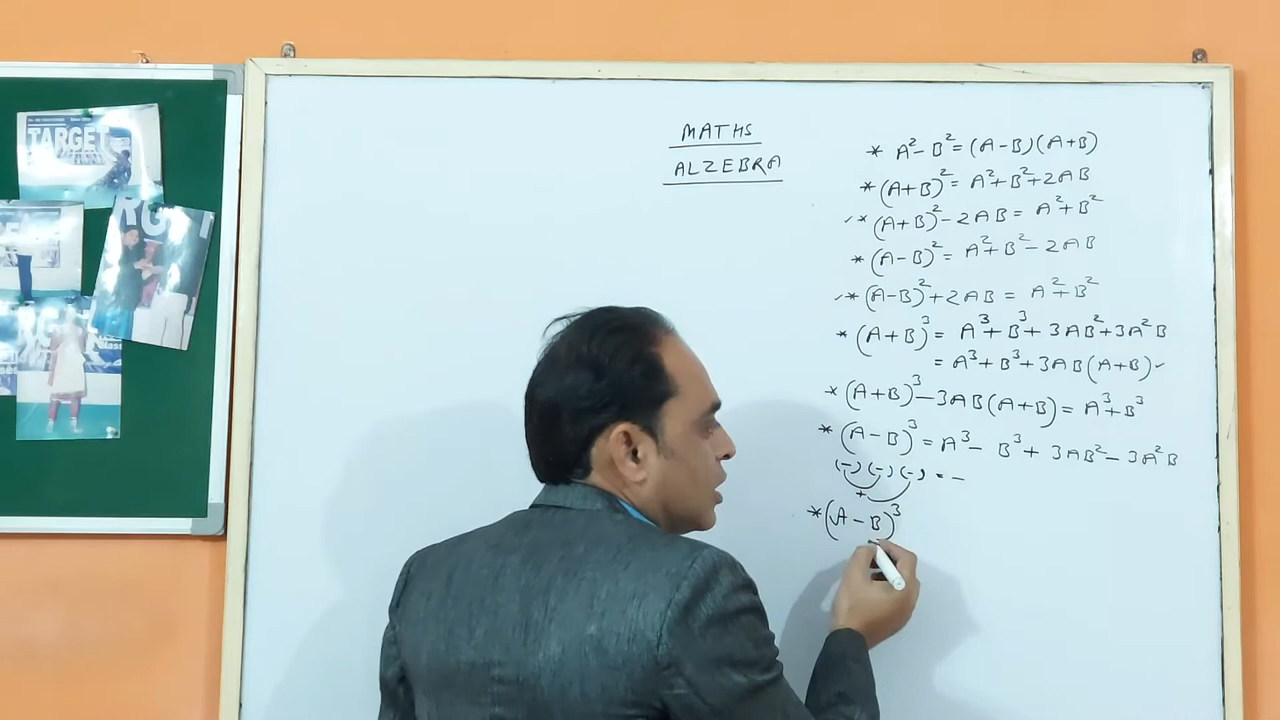 TARGET
MATHS
ALZEBRA
* A²-B²=(A-B)(A+B)
*(A+B)²= A²+B²+2AB
✓*(A+B)²-2AB= A²+B²
*(A-B)²= A²+B²-2AB
✓*(A-B)²+2AB= A²+B²
*(A+B)³= A³+B³+3AB²+3A²B
= A³+B³+3AB(A+B)✓
*(A+B)³-3AB(A+B)= A³+B³
*(A-B)³= A³- B³+3AB²-3A²B
(-)(-)(-) = -
+
*(A-B)³